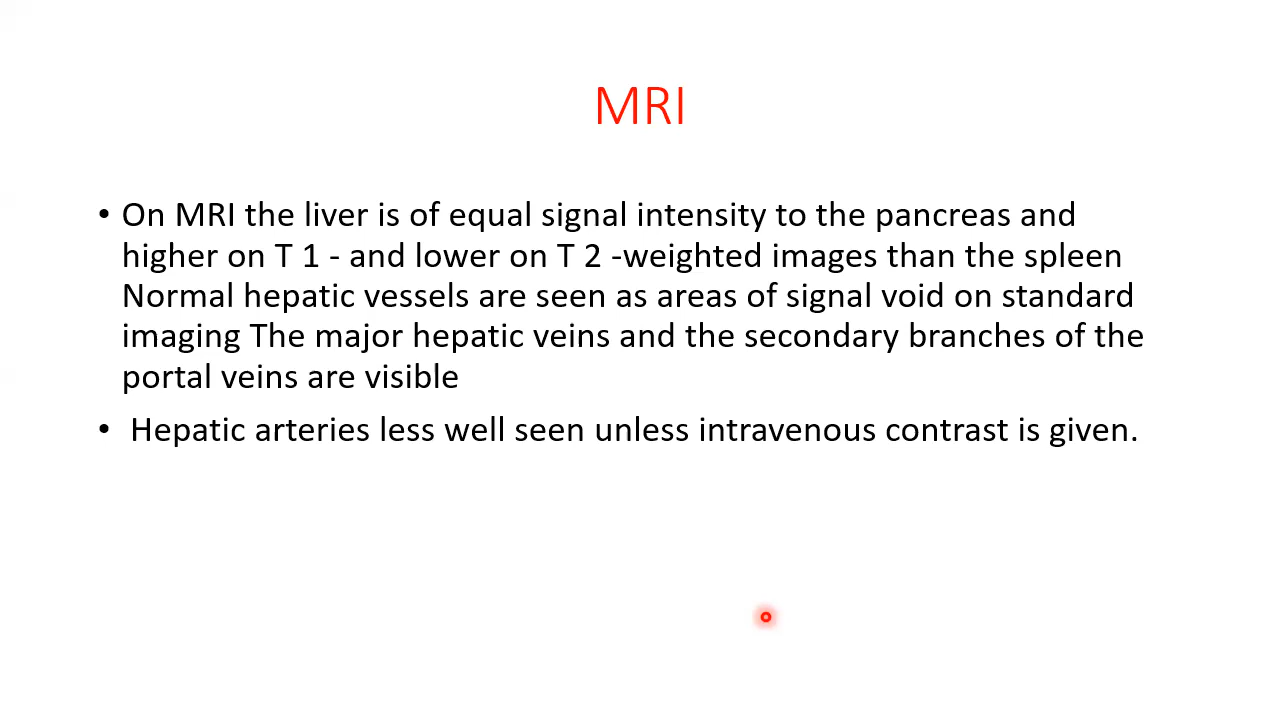 MRI
• On MRI the liver is of equal signal intensity to the pancreas and
higher on T 1 - and lower on T 2 -weighted images than the spleen
Normal hepatic vessels are seen as areas of signal void on standard
imaging The major hepatic veins and the secondary branches of the
portal veins are visible
• Hepatic arteries less well seen unless intravenous contrast is given.